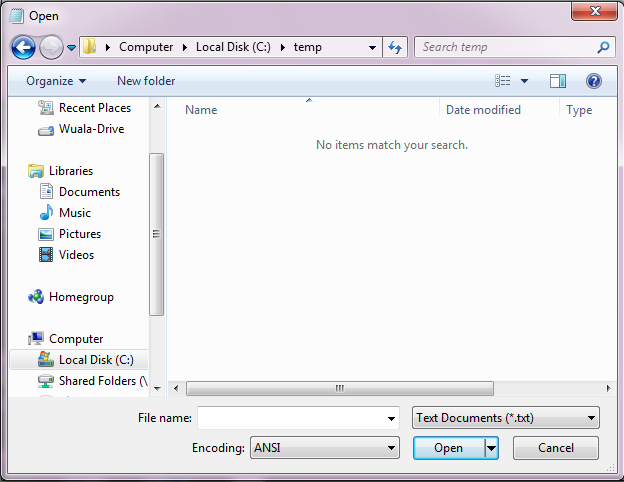 Open
Computer Local Disk (C:) temp Search temp
Organize New folder
Recent Places
Wuala-Drive
Libraries
Documents
Music
Pictures
Videos
Homegroup
Computer
Local Disk (C:)
Shared Folders (\
Name Date modified Type
No items match your search.
File name: Text Documents (*.txt)
Encoding: ANSI Open Cancel